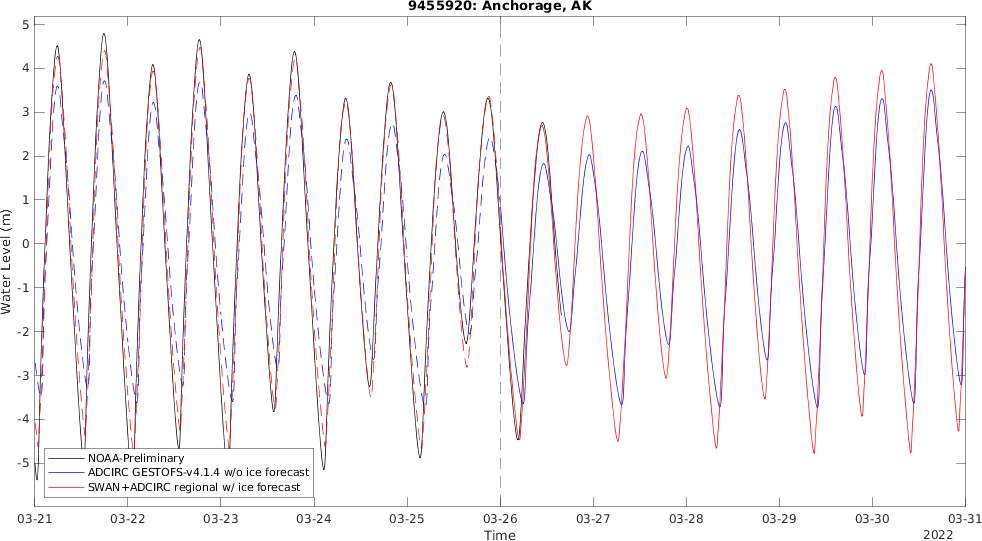 9455920: Anchorage, AK
5
4
3
2
1
0
-1
-2
-3
-4
-5
Water Level (m)
NOAA-Preliminary
ADCIRC GESTOFS-v4.1.4 w/o ice forecast
SWAN+ADCIRC regional w/ ice forecast
03-21 03-22 03-23 03-24 03-25 03-26 03-27 03-28 03-29 03-30 03-31
Time
2022